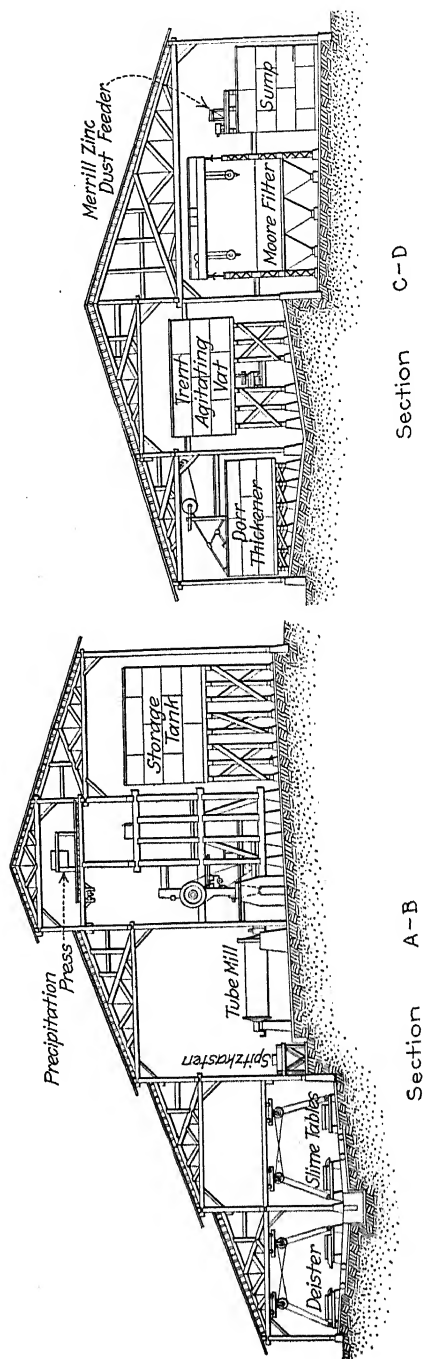 Precipitation
Press
Storage
Tank
Tube Mill
Spitzkasten
Slime Tables
Deister
Section A-B
Merrill Zinc
Dust Feeder
Sump
Moore Filter
Trent
Agitating
Vat
Dorr
Thickener
Section C-D